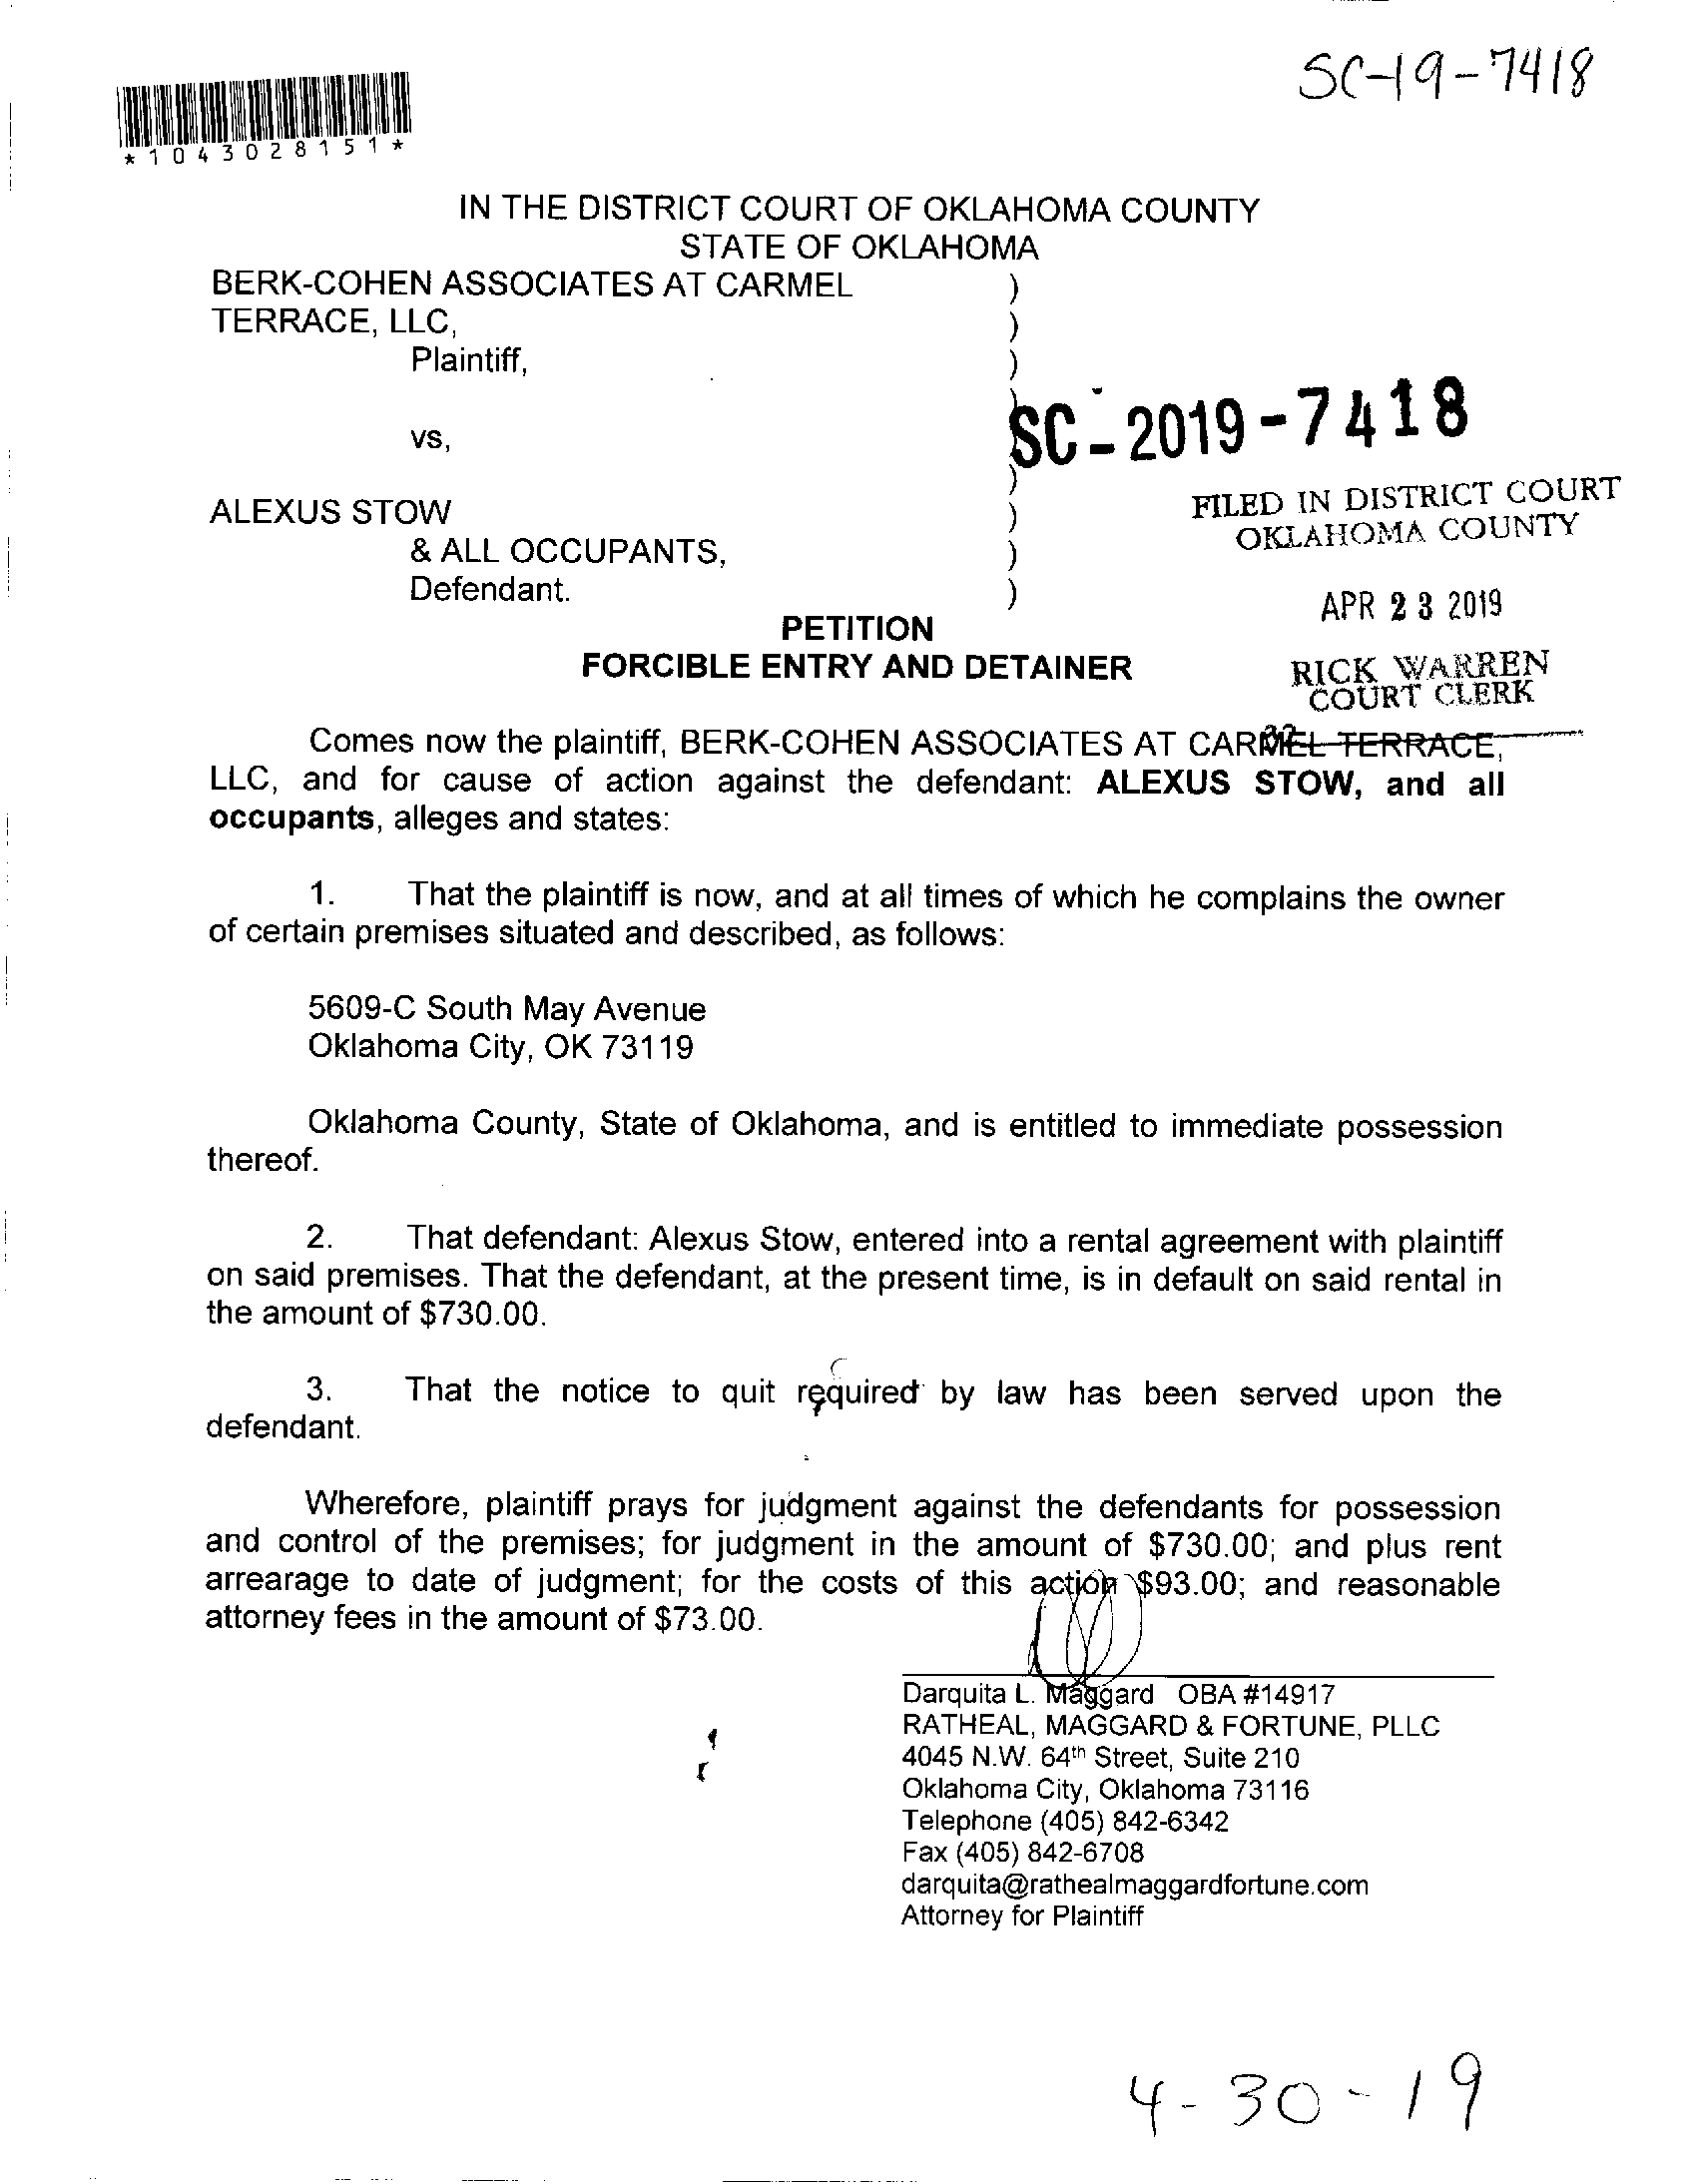 SC-19-7418
*1043028151*
IN THE DISTRICT COURT OF OKLAHOMA COUNTY
STATE OF OKLAHOMA
BERK-COHEN ASSOCIATES AT CARMEL )
TERRACE, LLC, )
Plaintiff, )
SC-2019-7418
vs,
)
FILED IN DISTRICT COURT
OKLAHOMA COUNTY
ALEXUS STOW )
& ALL OCCUPANTS, )
Defendant. )
APR 23 2019
PETITION
FORCIBLE ENTRY AND DETAINER
RICK WARREN
COURT CLERK
32
Comes now the plaintiff, BERK-COHEN ASSOCIATES AT CARMEL TERRACE,
LLC, and for cause of action against the defendant: ALEXUS STOW, and all
occupants, alleges and states:
1. That the plaintiff is now, and at all times of which he complains the owner
of certain premises situated and described, as follows:
5609-C South May Avenue
Oklahoma City, OK 73119
Oklahoma County, State of Oklahoma, and is entitled to immediate possession
thereof.
2. That defendant: Alexus Stow, entered into a rental agreement with plaintiff
on said premises. That the defendant, at the present time, is in default on said rental in
the amount of $730.00.
3. That the notice to quit required by law has been served upon the
defendant.
Wherefore, plaintiff prays for judgment against the defendants for possession
and control of the premises; for judgment in the amount of $730.00; and plus rent
arrearage to date of judgment; for the costs of this action $93.00; and reasonable
attorney fees in the amount of $73.00.
Darquita L. Maggard OBA #14917
RATHEAL, MAGGARD & FORTUNE, PLLC
4045 N.W. 64th Street, Suite 210
Oklahoma City, Oklahoma 73116
Telephone (405) 842-6342
Fax (405) 842-6708
darquita@rathealmaggardfortune.com
Attorney for Plaintiff
4-30-19